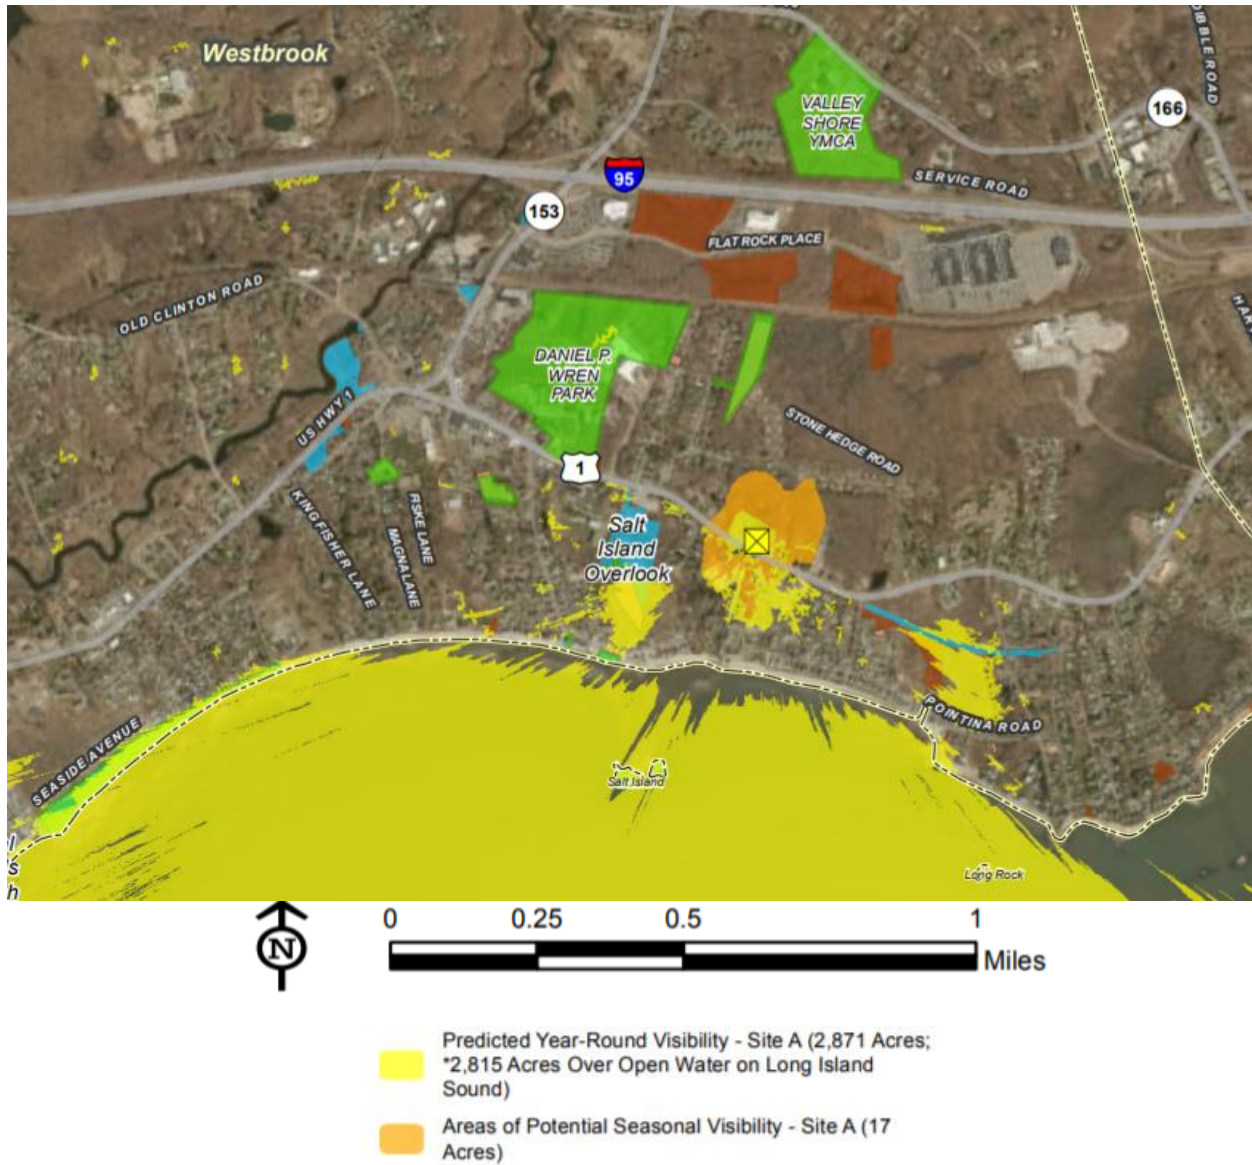 Westbrook
DIBBLE ROAD
VALLEY
SHORE
YMCA
166
95
SERVICE ROAD
153
FLAT ROCK PLACE
OLD CLINTON ROAD
DANIEL P.
WREN
PARK
US HWY 1
STONE HEDGE ROAD
1
KINGFISHER LANE
MAGNA LANE
FISKE LANE
Salt
Island
Overlook
POINTINA ROAD
SEASIDE AVENUE
Salt Island
Long Rock
N
0 0.25 0.5 1
Miles
Predicted Year-Round Visibility - Site A (2,871 Acres;
*2,815 Acres Over Open Water on Long Island
Sound)
Areas of Potential Seasonal Visibility - Site A (17
Acres)